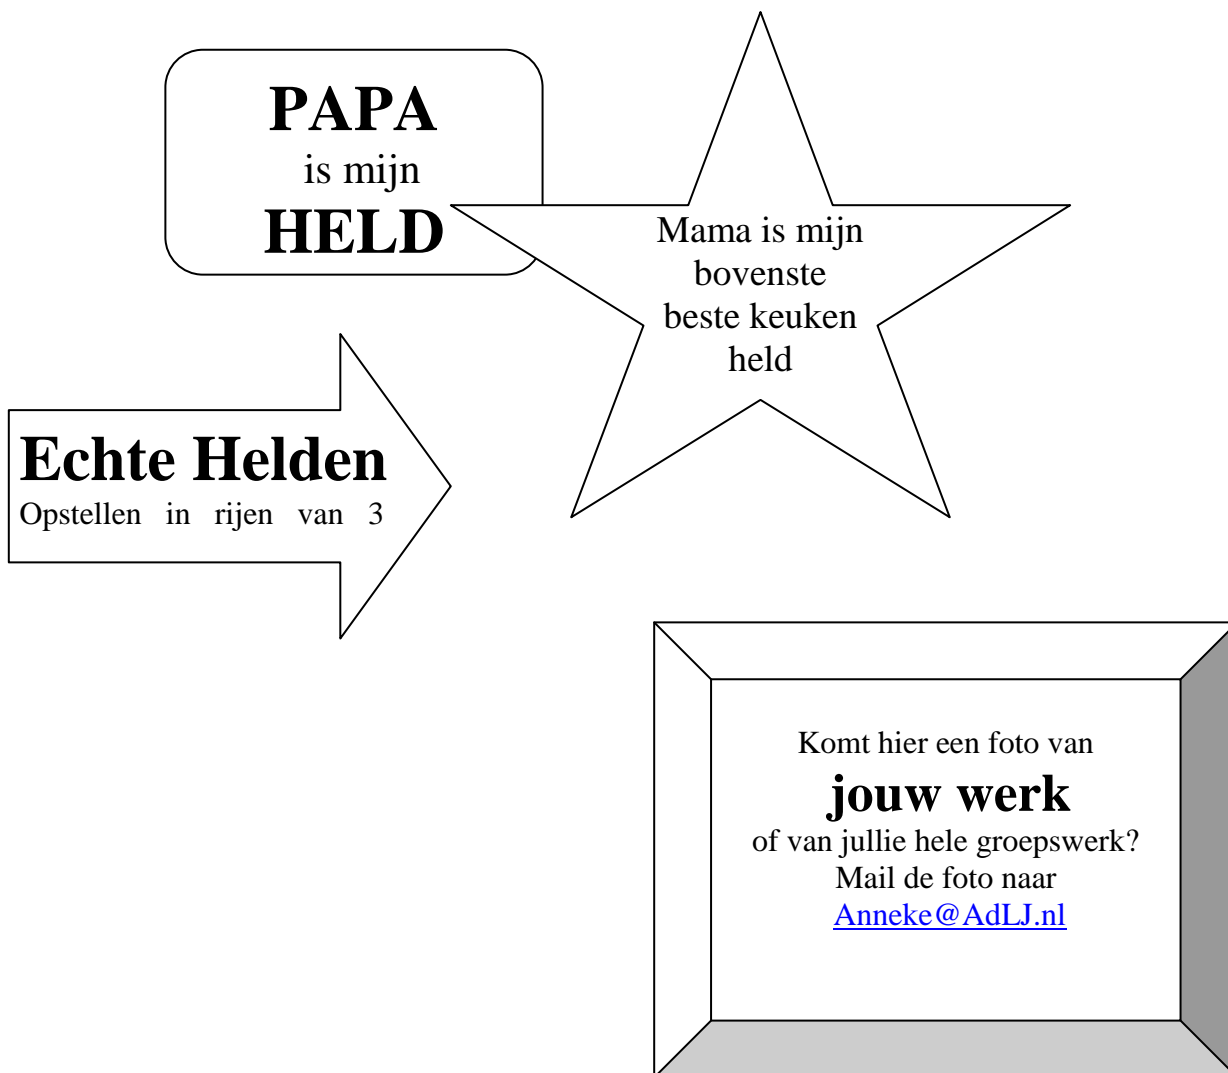 PAPA
is mijn
HELD
Mama is mijn
bovenste
beste keuken
held
Echte Helden
Opstellen in rijen van 3
Komt hier een foto van
jouw werk
of van jullie hele groepswerk?
Mail de foto naar
Anneke@AdLJ.nl